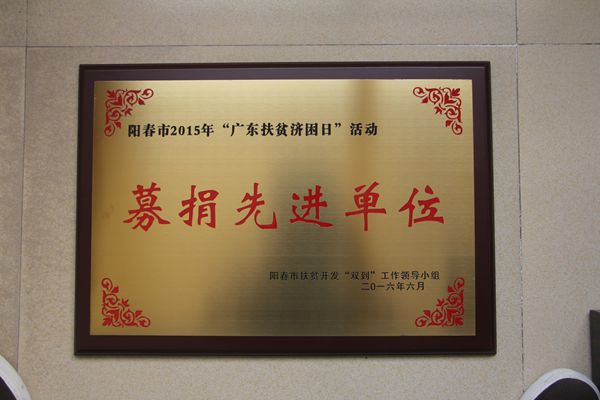 阳春市2015年“广东扶贫济困日”活动
募捐先进单位
阳春市扶贫开发“双到”工作领导小组
二〇一六年六月